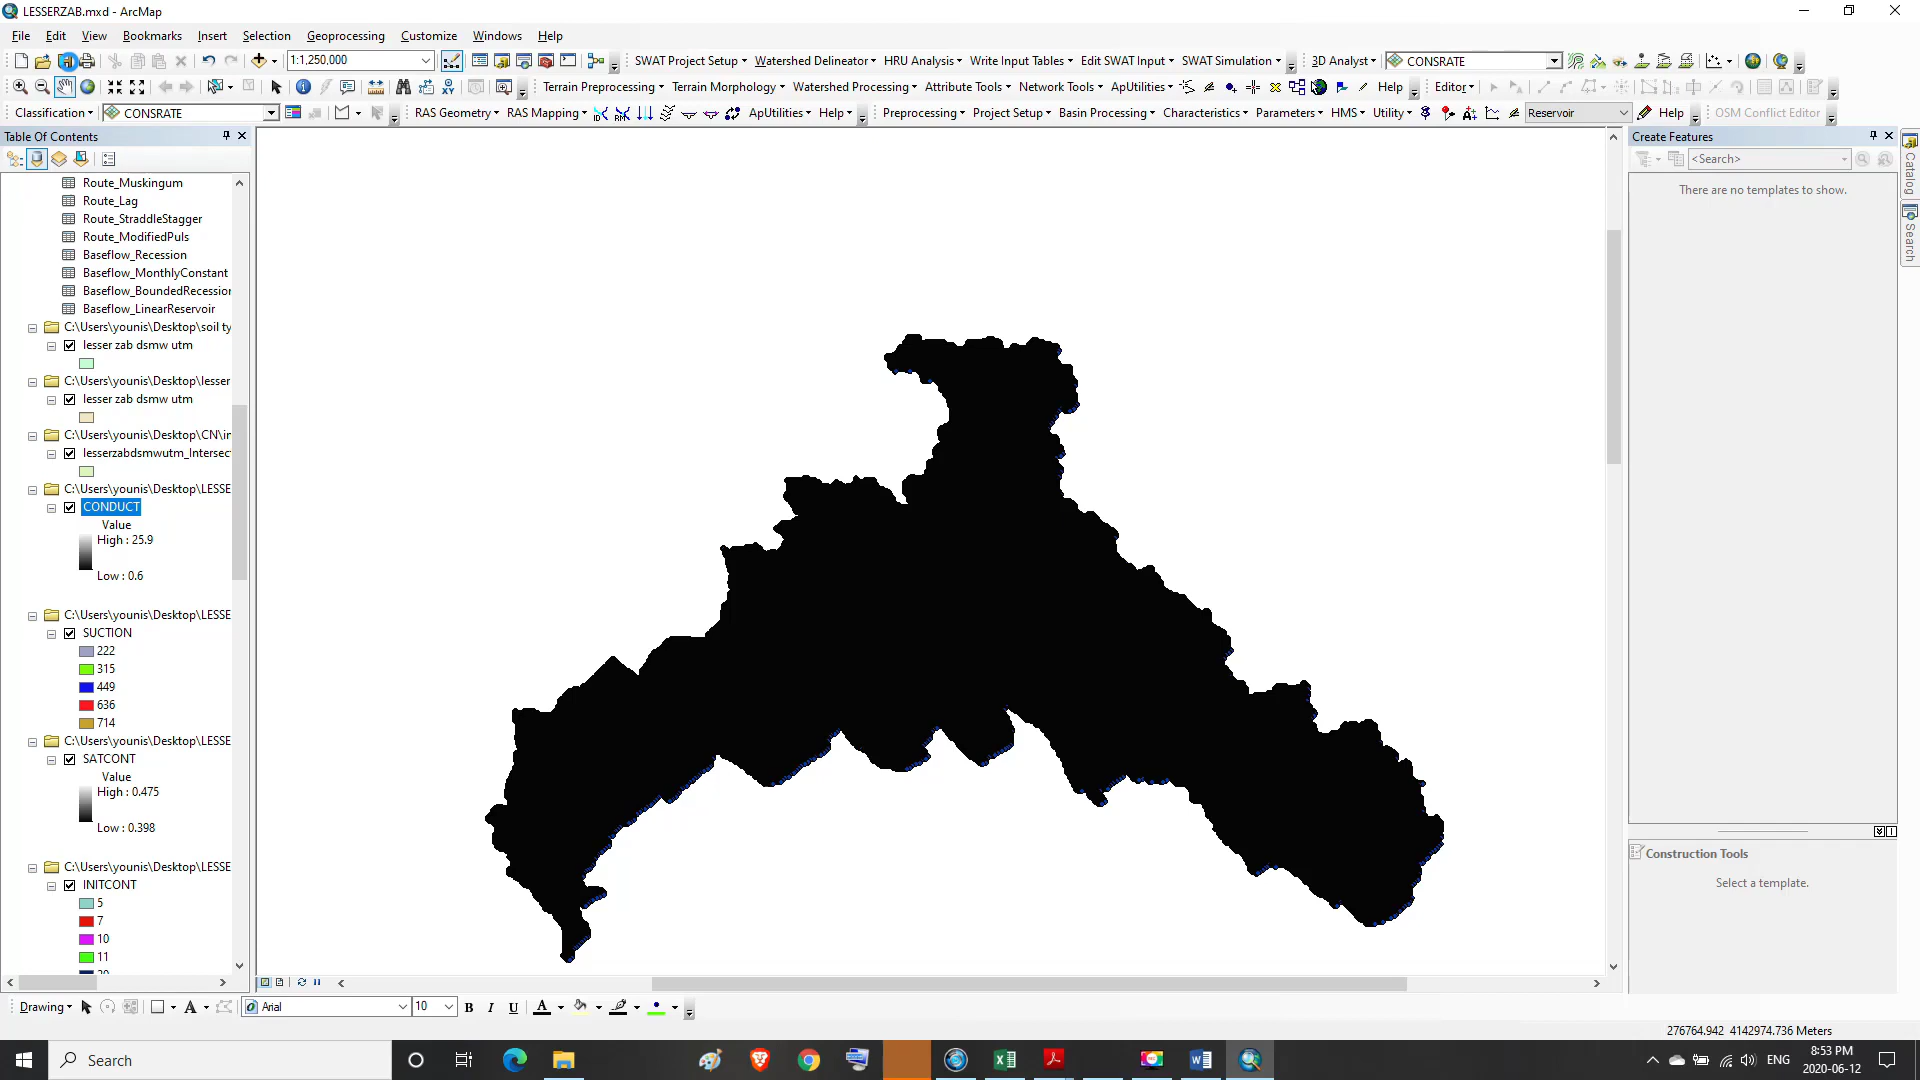 LESSERZAB.mxd - ArcMap
File Edit View Bookmarks Insert Selection Geoprocessing Customize Windows Help
1:1,250,000 SWAT Project Setup Watershed Delineator HRU Analysis Write Input Tables Edit SWAT Input SWAT Simulation 3D Analyst CONSRATE
Terrain Preprocessing Terrain Morphology Watershed Processing Attribute Tools Network Tools ApUtilities Help Editor
Classification CONSRATE RAS Geometry RAS Mapping ApUtilities Help Preprocessing Project Setup Basin Processing Characteristics Parameters HMS Utility Reservoir Help OSM Conflict Editor
Table Of Contents
Route_Muskingum
Route_Lag
Route_StraddleStagger
Route_ModifiedPuls
Baseflow_Recession
Baseflow_MonthlyConstant
Baseflow_BoundedRecession
Baseflow_LinearReservoir
C:\Users\younis\Desktop\soil ty
lesser zab dsmw utm
C:\Users\younis\Desktop\lesser
lesser zab dsmw utm
C:\Users\younis\Desktop\CN\in
lesserzabdsmwutm_Intersec
C:\Users\younis\Desktop\LESSE
CONDUCT
Value
High : 25.9
Low : 0.6
C:\Users\younis\Desktop\LESSE
SUCTION
222
315
449
636
714
C:\Users\younis\Desktop\LESSE
SATCONT
Value
High : 0.475
Low : 0.398
C:\Users\younis\Desktop\LESSE
INITCONT
5
7
10
11
20
Create Features
<Search>
There are no templates to show.
Construction Tools
Select a template.
Catalog
Search
Drawing Arial 10 B I U A
276764.942 4142974.736 Meters
Search
ENG
8:53 PM
2020-06-12